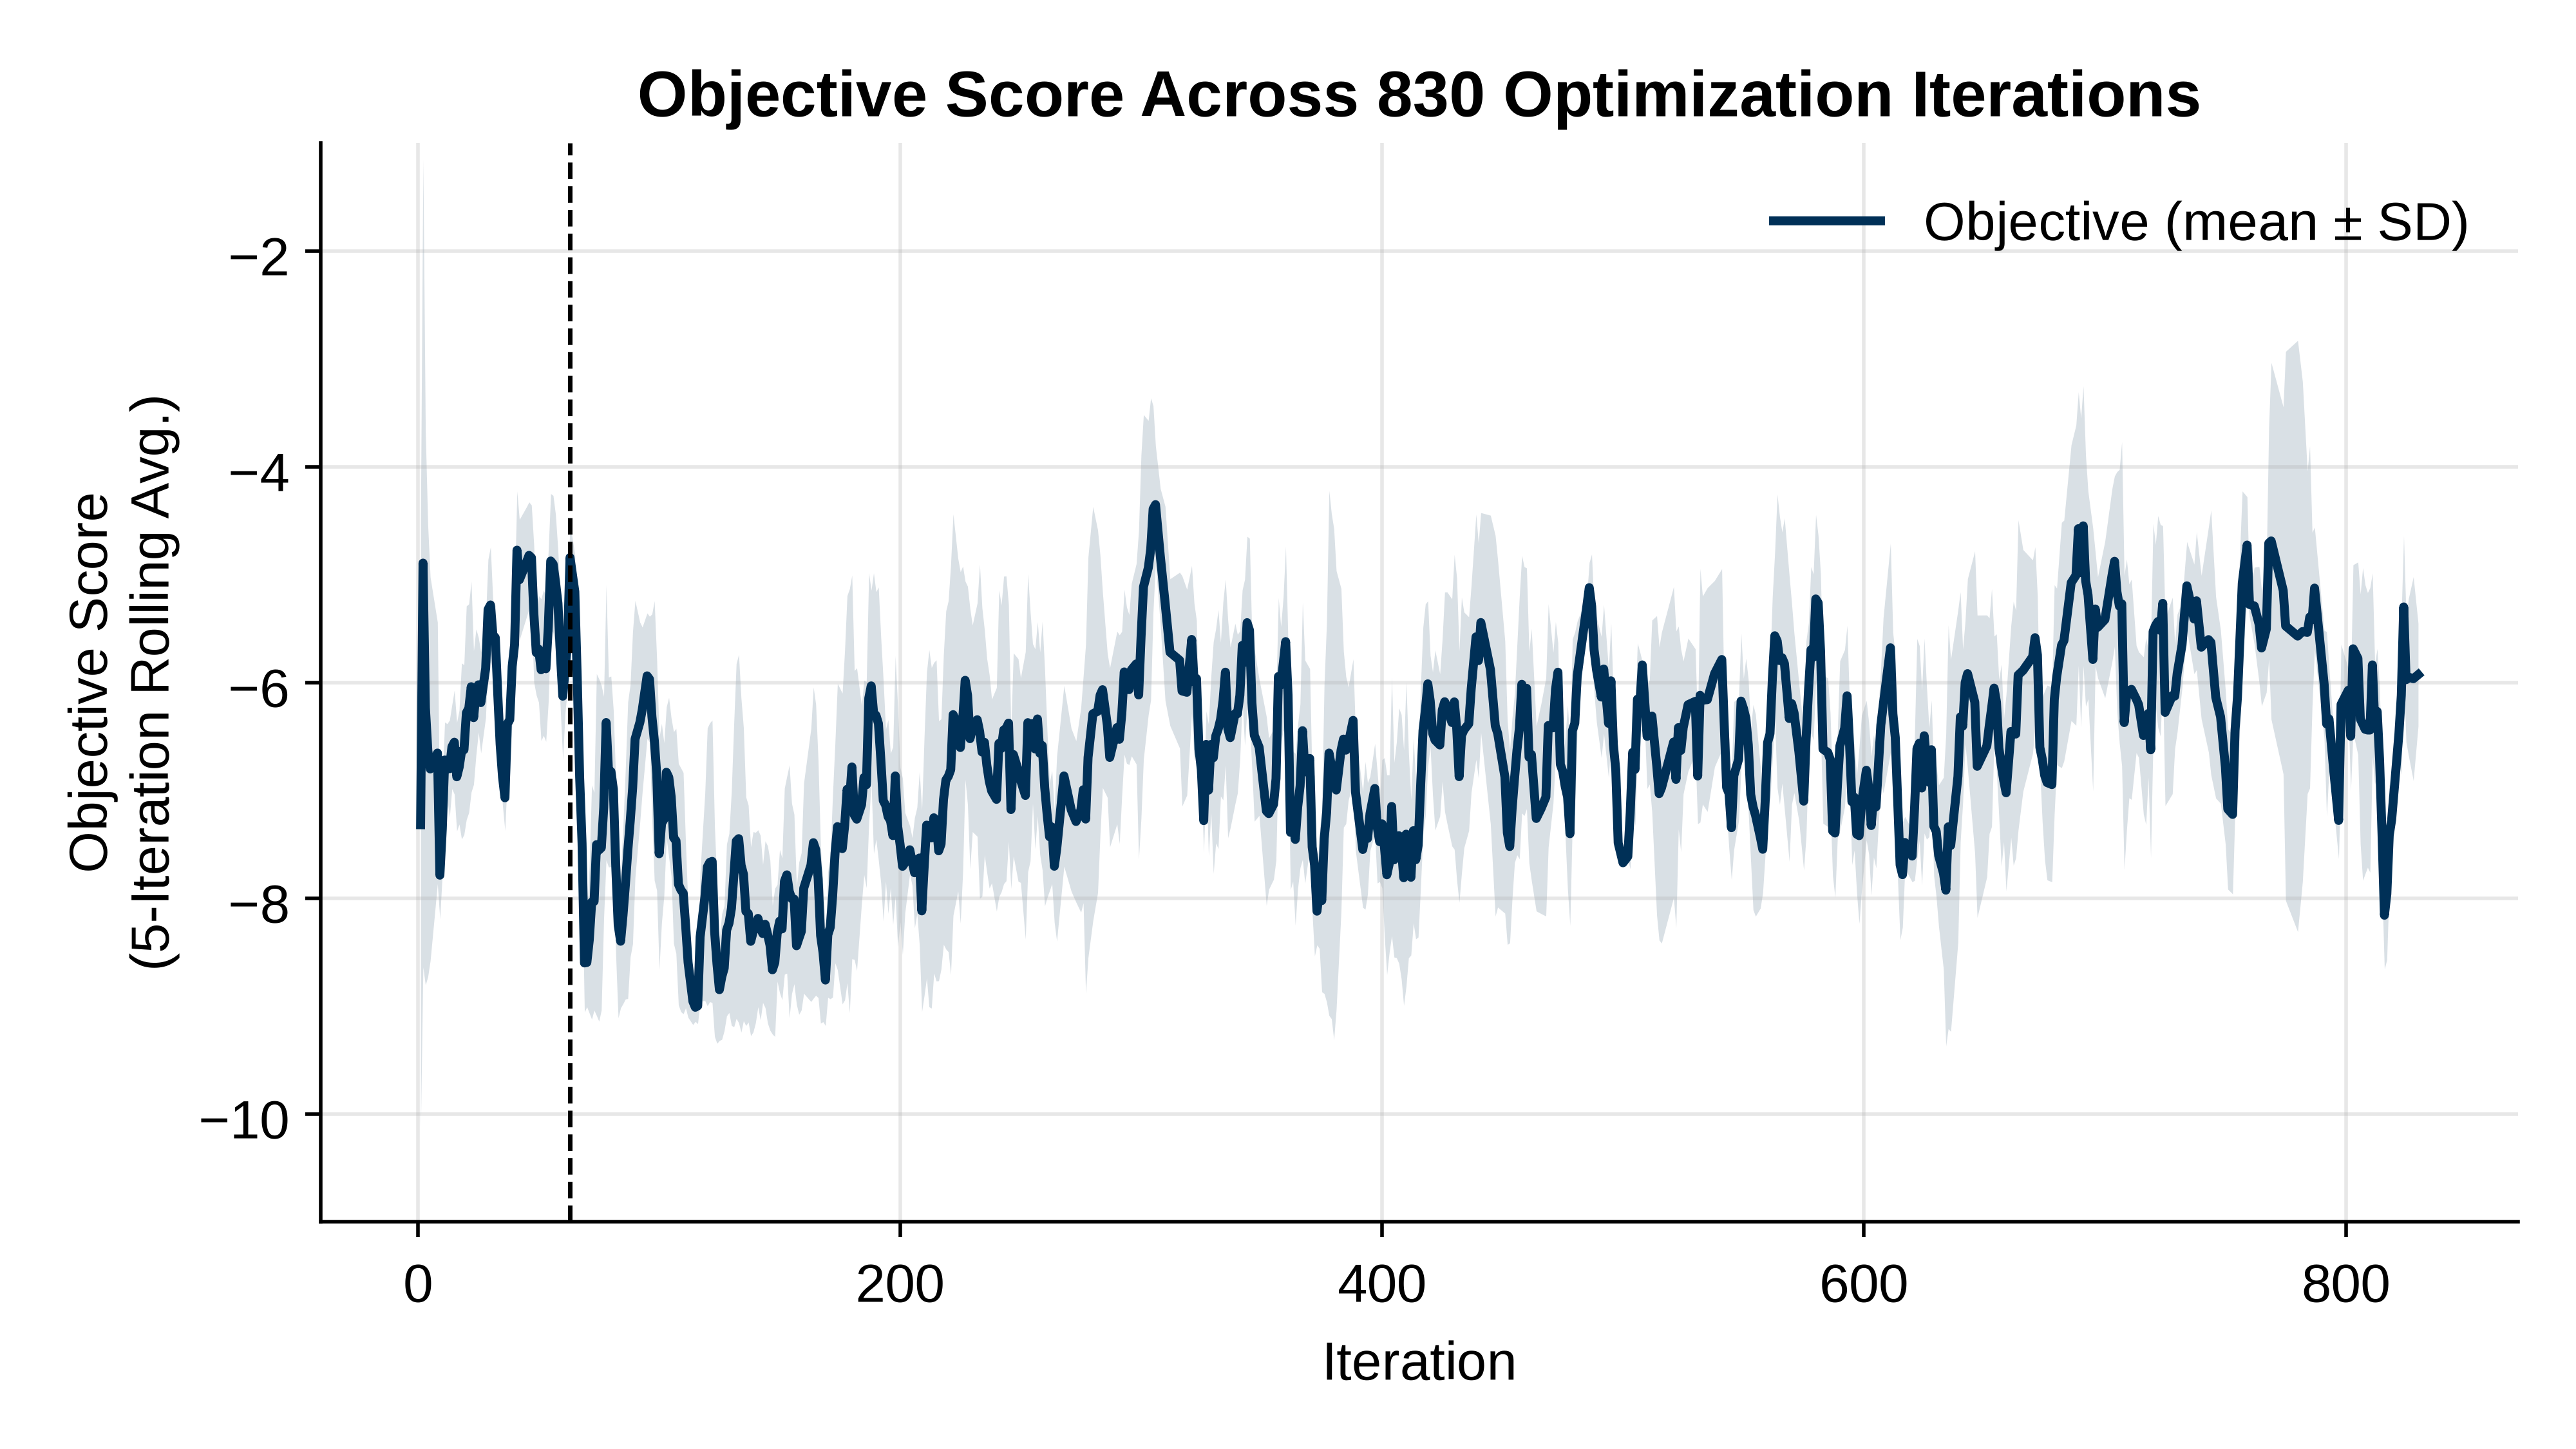 Objective Score Across 830 Optimization Iterations
Objective (mean ± SD)
Objective Score
(5-Iteration Rolling Avg.)
−2
−4
−6
−8
−10
0
200
400
600
800
Iteration